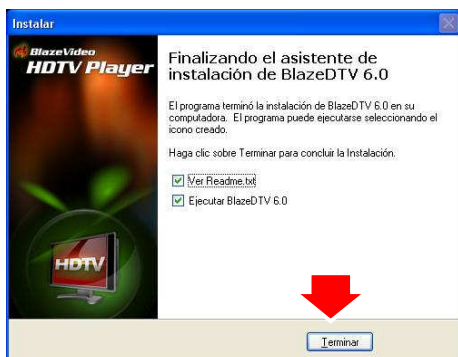 Instalar
BlazeVideo
HDTV Player
Finalizando el asistente de
instalación de BlazeDTV 6.0
El programa terminó la instalación de BlazeDTV 6.0 en su
computadora. El programa puede ejecutarse seleccionando el
icono creado.
Haga clic sobre Terminar para concluir la Instalación.
Ver Readme.txt
Ejecutar BlazeDTV 6.0
HDTV
Terminar